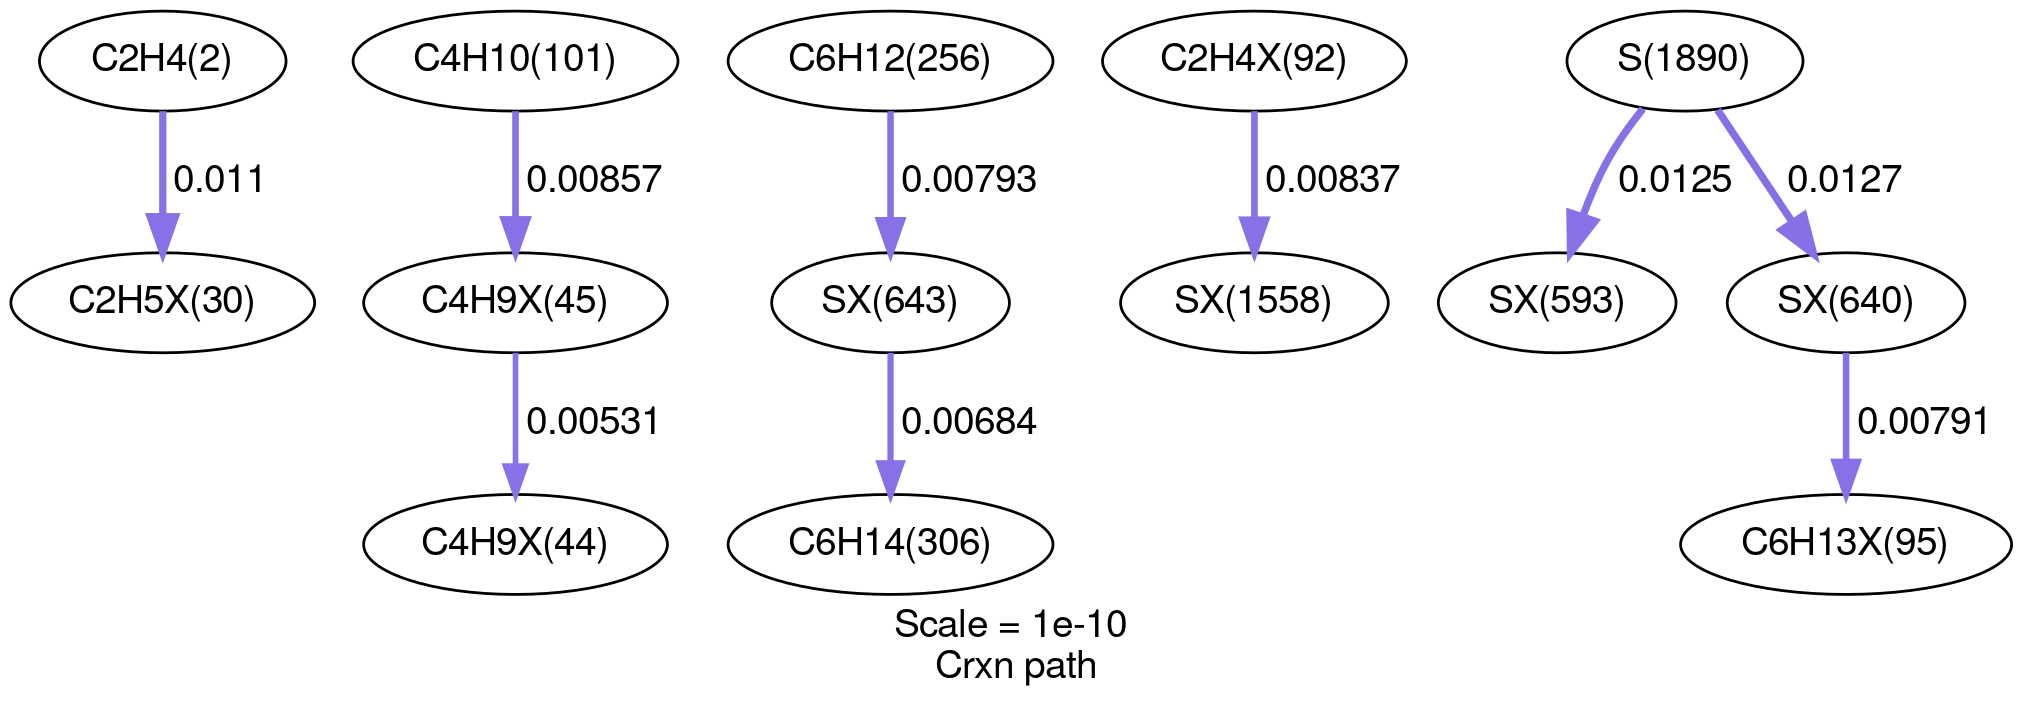 C2H4(2)
C4H10(101)
C6H12(256)
C2H4X(92)
S(1890)
0.011
0.00857
0.00793
0.00837
0.0125
0.0127
C2H5X(30)
C4H9X(45)
SX(643)
SX(1558)
SX(593)
SX(640)
0.00531
0.00684
0.00791
C4H9X(44)
C6H14(306)
C6H13X(95)
Scale = 1e-10
Crxn path